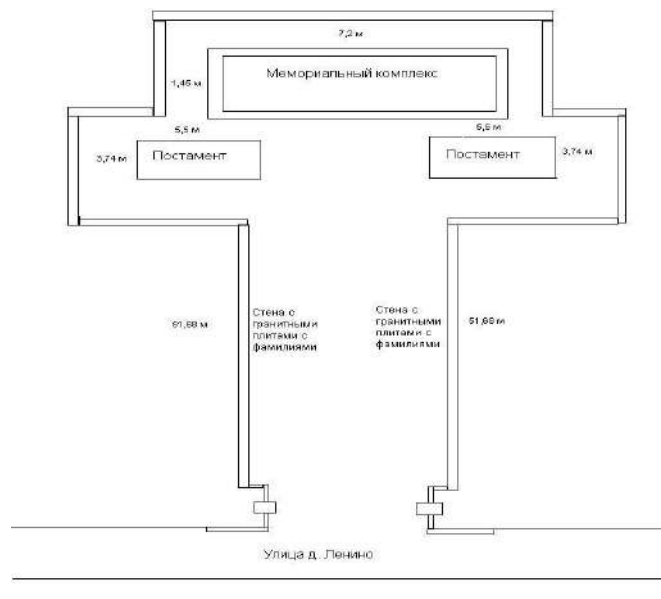 7,2 м
Мемориальный комплекс
1,45 м
5,5 м
5,5 м
3,74 м
Постамент
Постамент
3,74 м
51,68 м
Стена с
гранитными
плитами с
фамилиями
Стена с
гранитными
плитами с
фамилиями
51,68 м
Улица д. Ленино